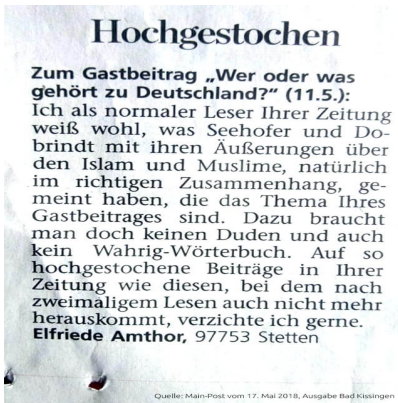 Hochgestochen
Zum Gastbeitrag „Wer oder was
gehört zu Deutschland?“ (11.5.):
Ich als normaler Leser Ihrer Zeitung
weiß wohl, was Seehofer und Do-
brindt mit ihren Äußerungen über
den Islam und Muslime, natürlich
im richtigen Zusammenhang, ge-
meint haben, die das Thema Ihres
Gastbeitrages sind. Dazu braucht
man doch keinen Duden und auch
kein Wahrig-Wörterbuch. Auf so
hochgestochene Beiträge in Ihrer
Zeitung wie diesen, bei dem nach
zweimaligem Lesen auch nicht mehr
herauskommt, verzichte ich gerne.
Elfriede Amthor, 97753 Stetten
Quelle: Main-Post vom 17. Mai 2018, Ausgabe Bad Kissingen